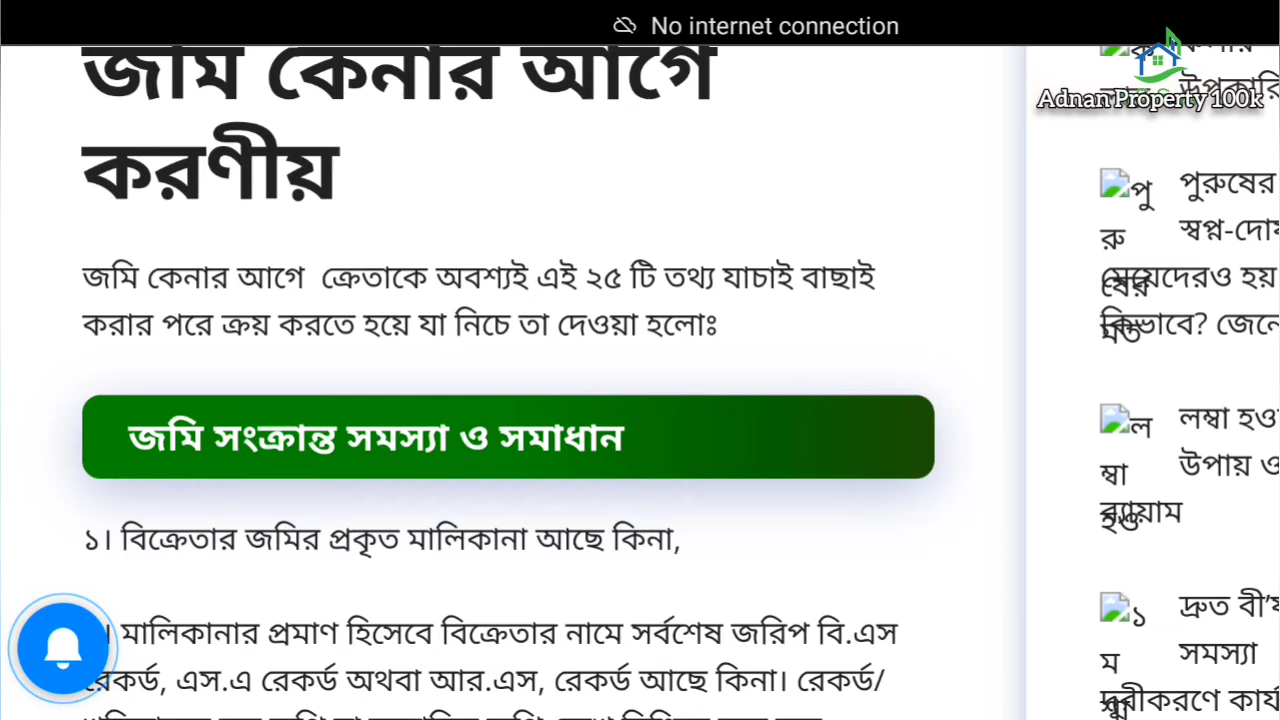 No internet connection
Adnan Property 100k
জমি কেনার আগে
করণীয়
জমি কেনার আগে ক্রেতাকে অবশ্যই এই ২৫ টি তথ্য যাচাই বাছাই
করার পরে ক্রয় করতে হয়ে যা নিচে তা দেওয়া হলোঃ
জমি সংক্রান্ত সমস্যা ও সমাধান
১। বিক্রেতার জমির প্রকৃত মালিকানা আছে কিনা,
। মালিকানার প্রমাণ হিসেবে বিক্রেতার নামে সর্বশেষ জরিপ বি.এস
রেকর্ড, এস.এ রেকর্ড অথবা আর.এস, রেকর্ড আছে কিনা। রেকর্ড/
পুরুষের
মেয়েদেরও হয়
কিভাবে?
লম্বা
উপায়
ব্যায়াম
দ্রুত
সমস্যা
দূরীকরণে